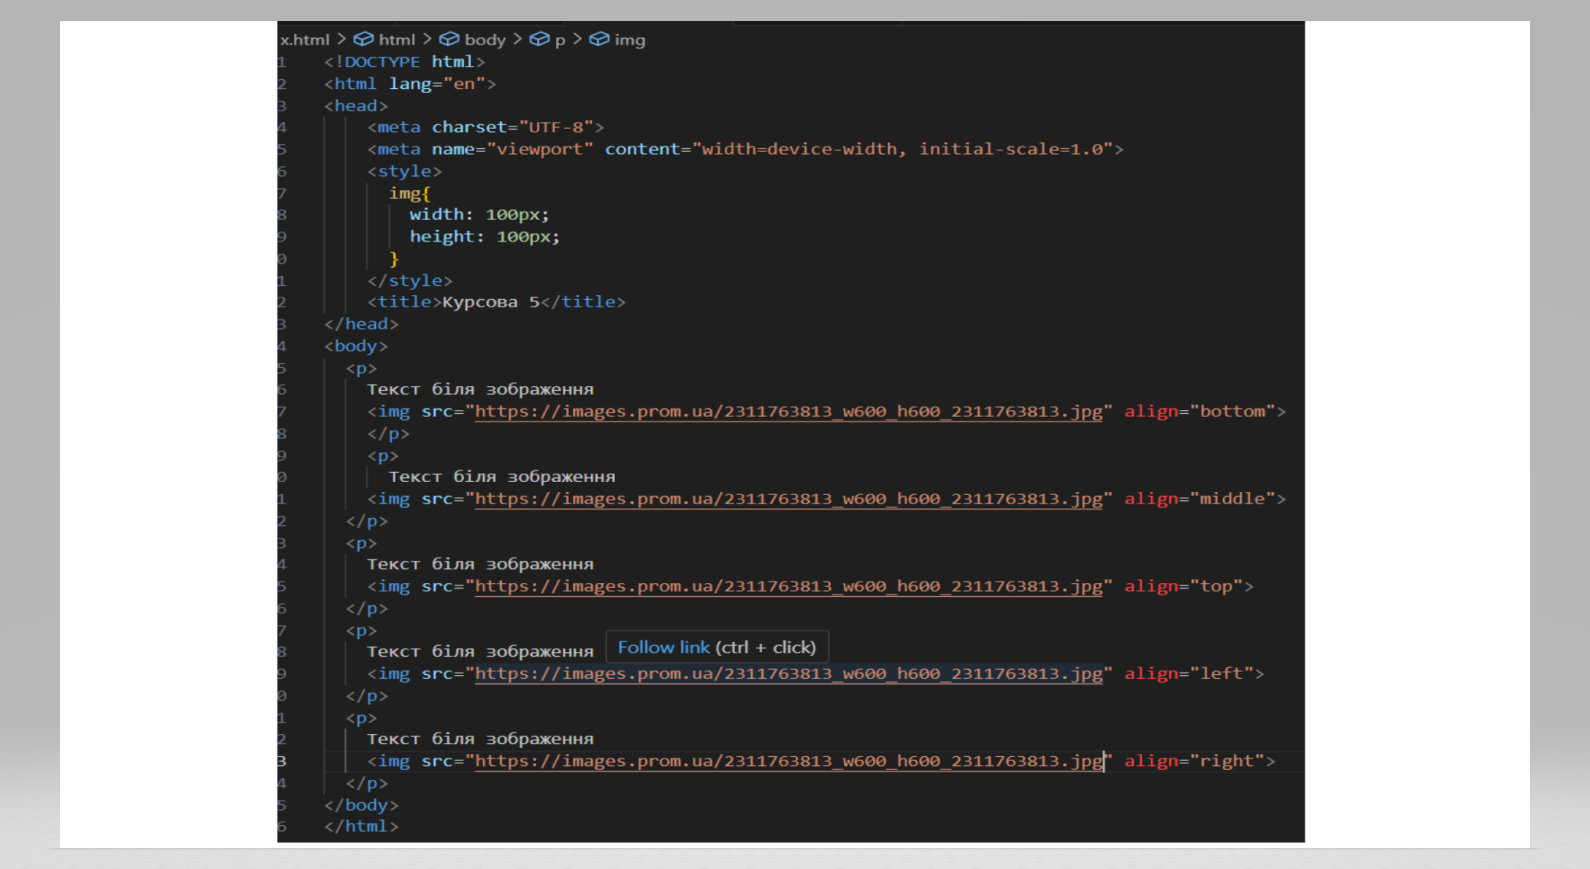 x.html > html > body > p > img
1 <!DOCTYPE html>
2 <html lang="en">
3 <head>
4 <meta charset="UTF-8">
5 <meta name="viewport" content="width=device-width, initial-scale=1.0">
6 <style>
7 img{
8 width: 100px;
9 height: 100px;
0 }
1 </style>
2 <title>Курсова 5</title>
3 </head>
4 <body>
5 <p>
6 Текст біля зображення
7 <img src="https://images.prom.ua/2311763813_w600_h600_2311763813.jpg" align="bottom">
8 </p>
9 <p>
0 Текст біля зображення
1 <img src="https://images.prom.ua/2311763813_w600_h600_2311763813.jpg" align="middle">
2 </p>
3 <p>
4 Текст біля зображення
5 <img src="https://images.prom.ua/2311763813_w600_h600_2311763813.jpg" align="top">
6 </p>
7 <p>
8 Текст біля зображення Follow link (ctrl + click)
9 <img src="https://images.prom.ua/2311763813_w600_h600_2311763813.jpg" align="left">
0 </p>
1 <p>
2 Текст біля зображення
3 <img src="https://images.prom.ua/2311763813_w600_h600_2311763813.jpg" align="right">
4 </p>
5 </body>
6 </html>